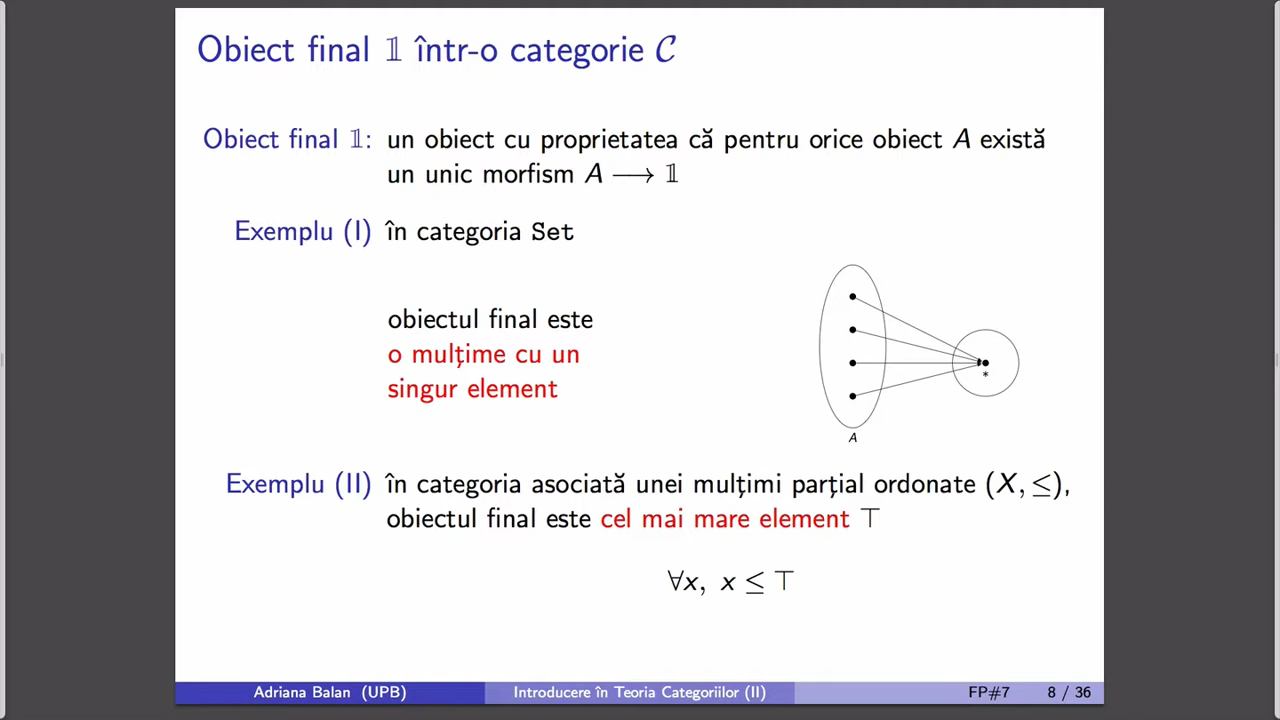 Obiect final 𝟙 într-o categorie 𝒞
Obiect final 𝟙: un obiect cu proprietatea că pentru orice obiect A există
un unic morfism A ⟶ 𝟙
Exemplu (I) în categoria Set
obiectul final este
o mulțime cu un
singur element
*
A
Exemplu (II) în categoria asociată unei mulțimi parțial ordonate (X, ≤),
obiectul final este cel mai mare element ⊤
∀x, x ≤ ⊤
Adriana Balan (UPB) Introducere în Teoria Categoriilor (II) FP#7 8 / 36